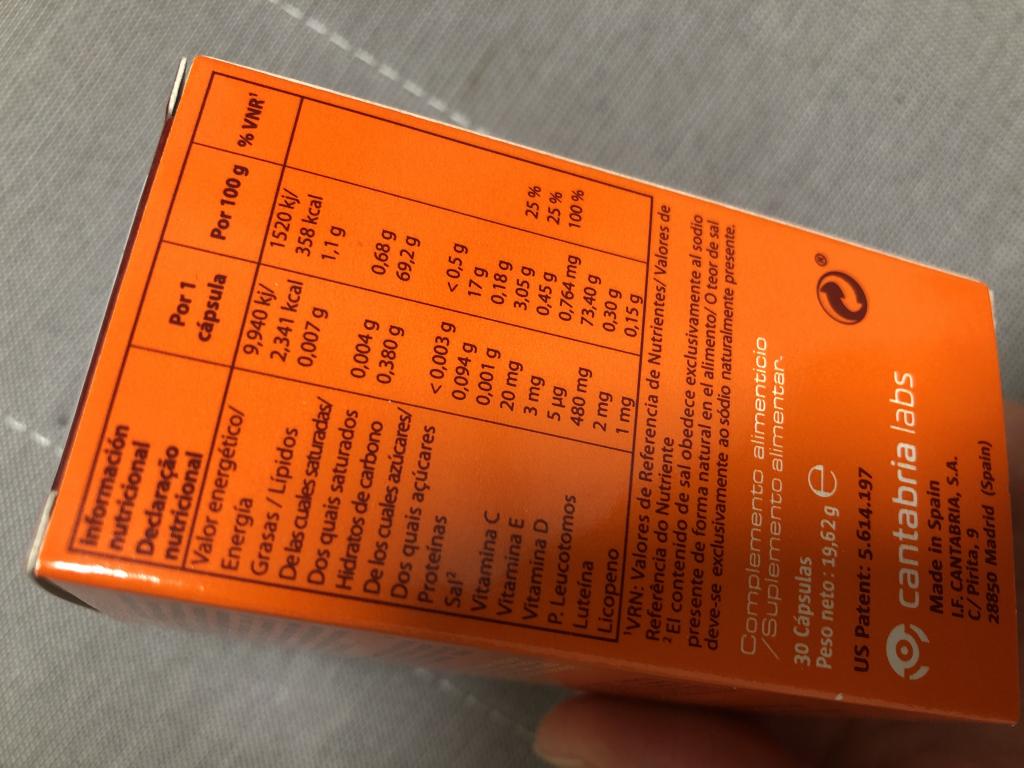 Información
nutricional
Declaração
nutricional
Por 1
cápsula
Por 100 g
% VNR¹
Valor energético/
Energía
9,940 kj/
2,341 kcal
1520 kj/
358 kcal
Grasas / Lípidos 0,007 g 1,1 g
De las cuales saturadas/
Dos quais saturados 0,004 g 0,68 g
Hidratos de carbono 0,380 g 69,2 g
De los cuales azúcares/
Dos quais açúcares <0,003 g <0,5 g
Proteínas 0,094 g 17 g
Sal² 0,001 g 0,18 g
Vitamina C 20 mg 3,05 g 25 %
Vitamina E 3 mg 0,45 g 25 %
Vitamina D 5 µg 0,764 mg 100 %
P. Leucotomos 480 mg 73,40 g
Luteína 2 mg 0,30 g
Licopeno 1 mg 0,15 g
¹VRN: Valores de Referencia de Nutrientes/ Valores de
Referência do Nutriente
² El contenido de sal obedece exclusivamente al sodio
presente de forma natural en el alimento/ O teor de sal
deve-se exclusivamente ao sódio naturalmente presente.
Complemento alimenticio
/Suplemento alimentar
30 Cápsulas
Peso neto: 19,62 g e
US Patent: 5.614.197
®
cantabria labs
Made in Spain
I.F. CANTABRIA, S.A.
C/ Pirita, 9
28850 Madrid (Spain)